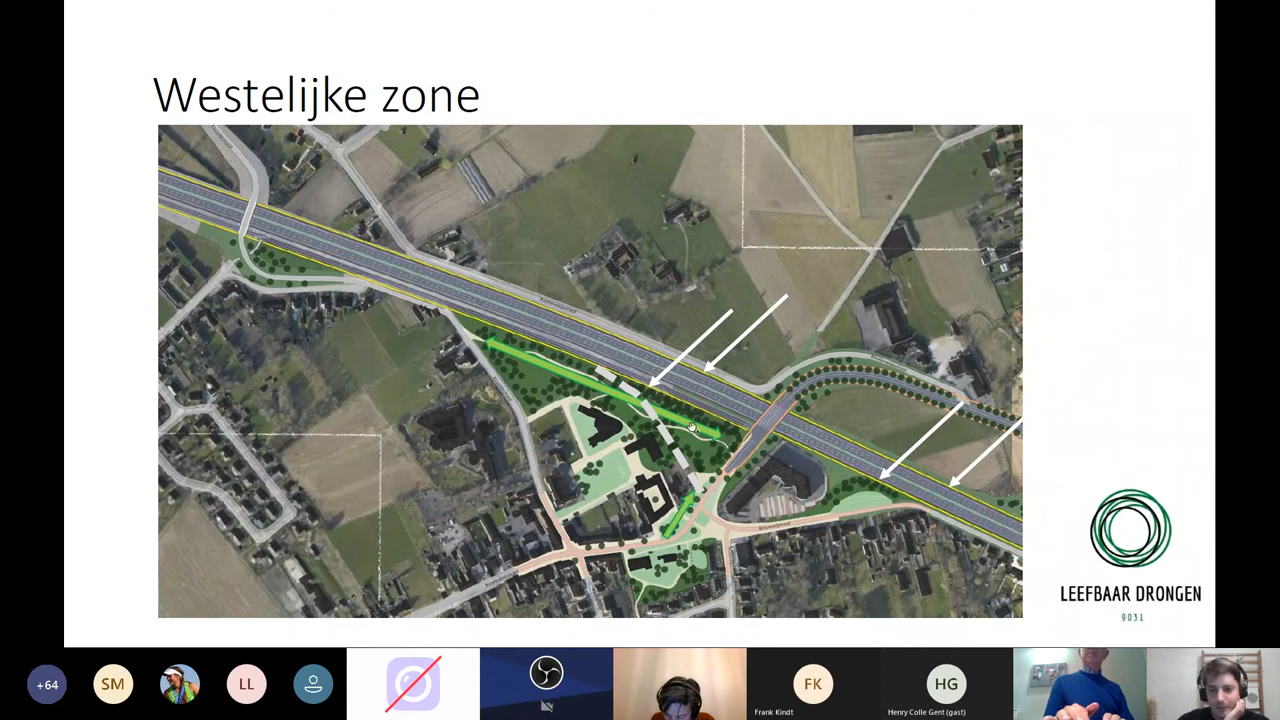 Westelijke zone
LEEFBAAR DRONGEN
9031
+64
SM
LL
FK
Frank Kindt
HG
Henry Colle Gent (gast)